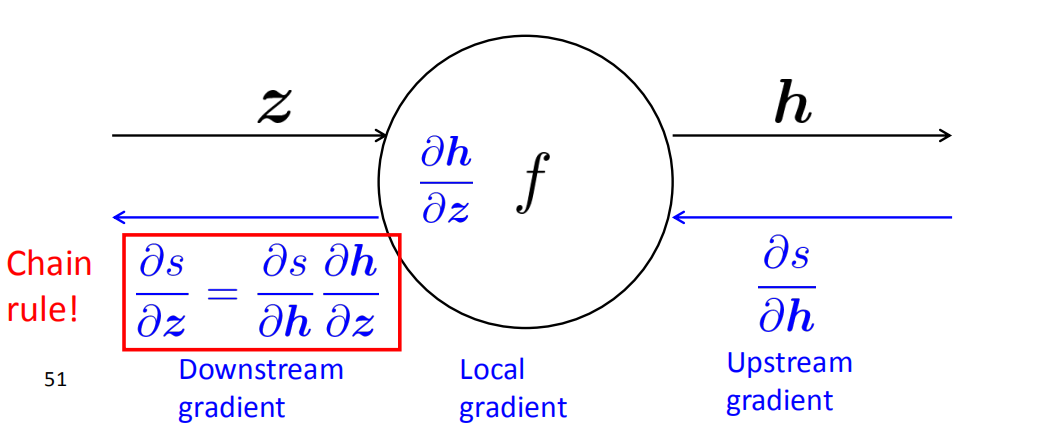 z
h
∂h/∂z
f
Chain
rule!
∂s/∂z = ∂s/∂h ∂h/∂z
∂s/∂h
Downstream
gradient
Local
gradient
Upstream
gradient
51